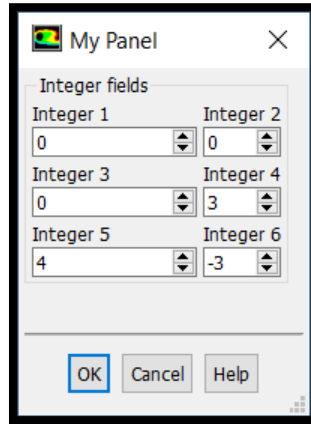 My Panel
Integer fields
Integer 1 Integer 2
0 0
Integer 3 Integer 4
0 3
Integer 5 Integer 6
4 -3
OK Cancel Help